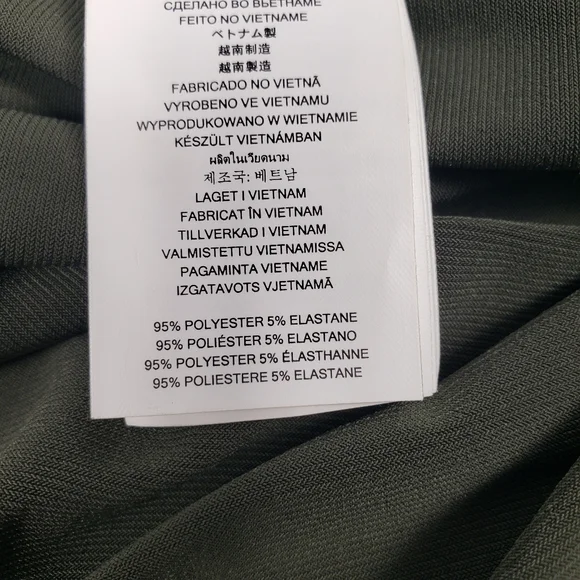 СДЕЛАНО ВО ВЬЕТНАМЕ
FEITO NO VIETNAME
ベトナム製
越南制造
越南製造
FABRICADO NO VIETNÃ
VYROBENO VE VIETNAMU
WYPRODUKOWANO W WIETNAMIE
KÉSZÜLT VIETNÁMBAN
ผลิตในเวียดนาม
제조국: 베트남
LAGET I VIETNAM
FABRICAT ÎN VIETNAM
TILLVERKAD I VIETNAM
VALMISTETTU VIETNAMISSA
PAGAMINTA VIETNAME
IZGATAVOTS VJETNAMĀ
95% POLYESTER 5% ELASTANE
95% POLIÉSTER 5% ELASTANO
95% POLYESTER 5% ÉLASTHANNE
95% POLIESTERE 5% ELASTANE